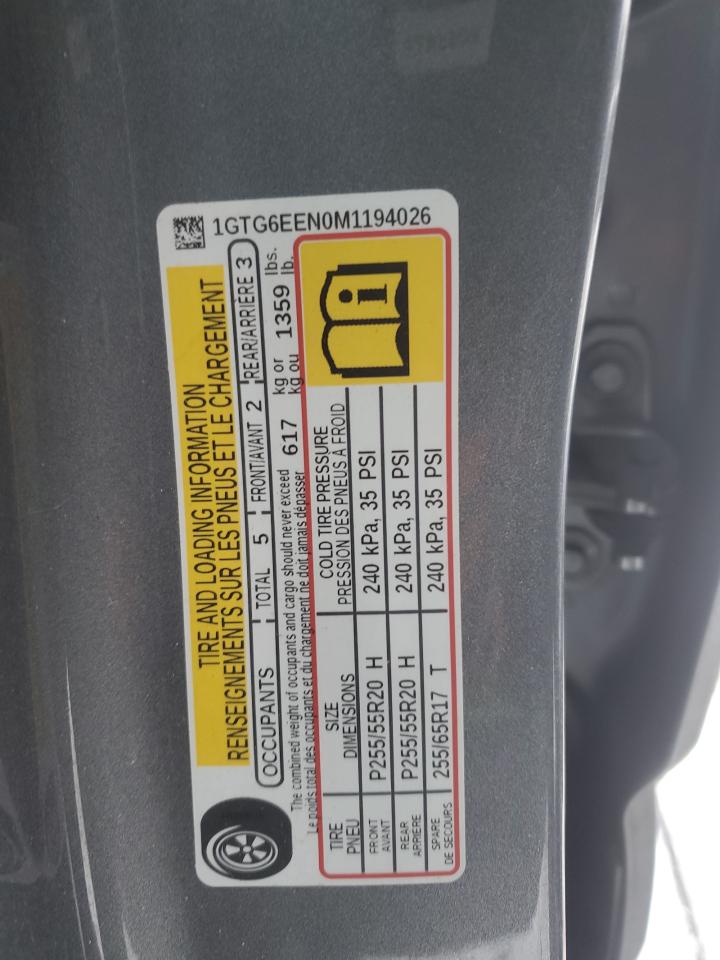 1GTG6EEN0M1194026
TIRE AND LOADING INFORMATION
RENSEIGNEMENTS SUR LES PNEUS ET LE CHARGEMENT
OCCUPANTS TOTAL 5 FRONT/AVANT 2 REAR/ARRIÈRE 3
The combined weight of occupants and cargo should never exceed 617 kg or 1359 lbs.
Le poids total des occupants et du chargement ne doit jamais dépasser kg ou lb.
TIRE SIZE COLD TIRE PRESSURE
PNEU DIMENSIONS PRESSION DES PNEUS À FROID
FRONT P255/55R20 H 240 kPa, 35 PSI
AVANT
REAR P255/55R20 H 240 kPa, 35 PSI
ARRIERE
SPARE 255/65R17 T 240 kPa, 35 PSI
DE SECOURS